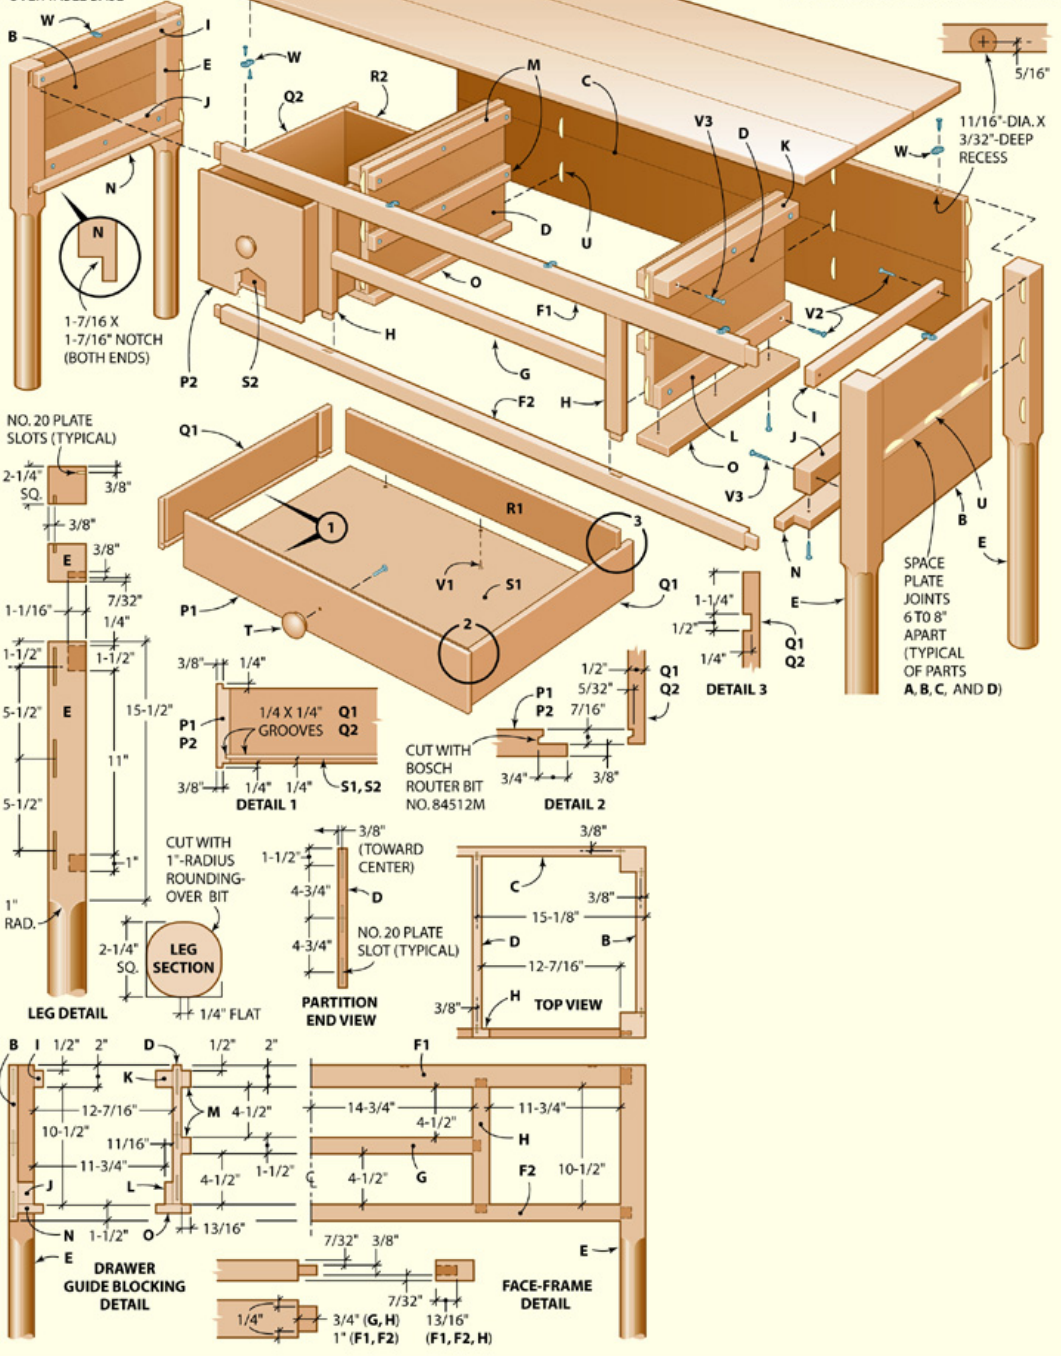 W
B
I
E
J
N
N
1-7/16 X
1-7/16" NOTCH
(BOTH ENDS)
W
Q2
R2
M
C
V3
D
K
W
5/16"
11/16"-DIA. X
3/32"-DEEP
RECESS
D
U
O
F1
V2
H
G
P2
S2
F2
H
I
L
J
O
V3
U
B
E
N
E
SPACE
PLATE
JOINTS
6 TO 8"
APART
(TYPICAL
OF PARTS
A, B, C, AND D)
NO. 20 PLATE
SLOTS (TYPICAL)
2-1/4"
SQ.
3/8"
3/8"
E
3/8"
7/32"
1-1/16"
1/4"
1-1/2"
1-1/2"
5-1/2"
E
15-1/2"
11"
5-1/2"
1"
1"
RAD.
LEG DETAIL
Q1
1
R1
3
V1
S1
Q1
P1
T
2
3/8"
1/4"
P1
P2
1/4 X 1/4"
GROOVES
Q1
Q2
3/8"
1/4"
1/4"
S1, S2
DETAIL 1
1/2"
Q1
5/32"
Q2
P1
P2
7/16"
CUT WITH
BOSCH
ROUTER BIT
NO. 84512M
3/4"
3/8"
DETAIL 2
1-1/4"
1/2"
1/4"
Q1
Q2
DETAIL 3
CUT WITH
1"-RADIUS
ROUNDING-
OVER BIT
2-1/4"
SQ.
LEG
SECTION
1/4" FLAT
3/8"
(TOWARD
CENTER)
1-1/2"
4-3/4"
D
4-3/4"
NO. 20 PLATE
SLOT (TYPICAL)
PARTITION
END VIEW
3/8"
C
3/8"
15-1/8"
D
B
12-7/16"
H
3/8"
TOP VIEW
B
I
1/2"
2"
D
1/2"
2"
K
12-7/16"
M
4-1/2"
10-1/2"
11/16"
11-3/4"
1-1/2"
J
L
4-1/2"
N
1-1/2"
O
13/16"
E
DRAWER
GUIDE BLOCKING
DETAIL
F1
14-3/4"
11-3/4"
4-1/2"
H
G
F2
10-1/2"
4-1/2"
E
FACE-FRAME
DETAIL
7/32"
3/8"
7/32"
1/4"
3/4" (G, H)
1" (F1, F2)
13/16"
(F1, F2, H)